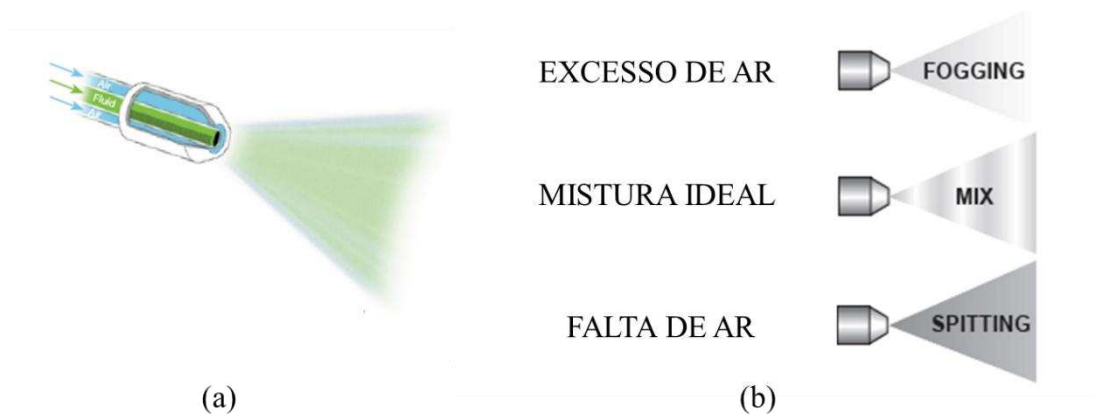 Air
Fluid
Air
(a)
EXCESSO DE AR
FOGGING
MISTURA IDEAL
MIX
FALTA DE AR
SPITTING
(b)